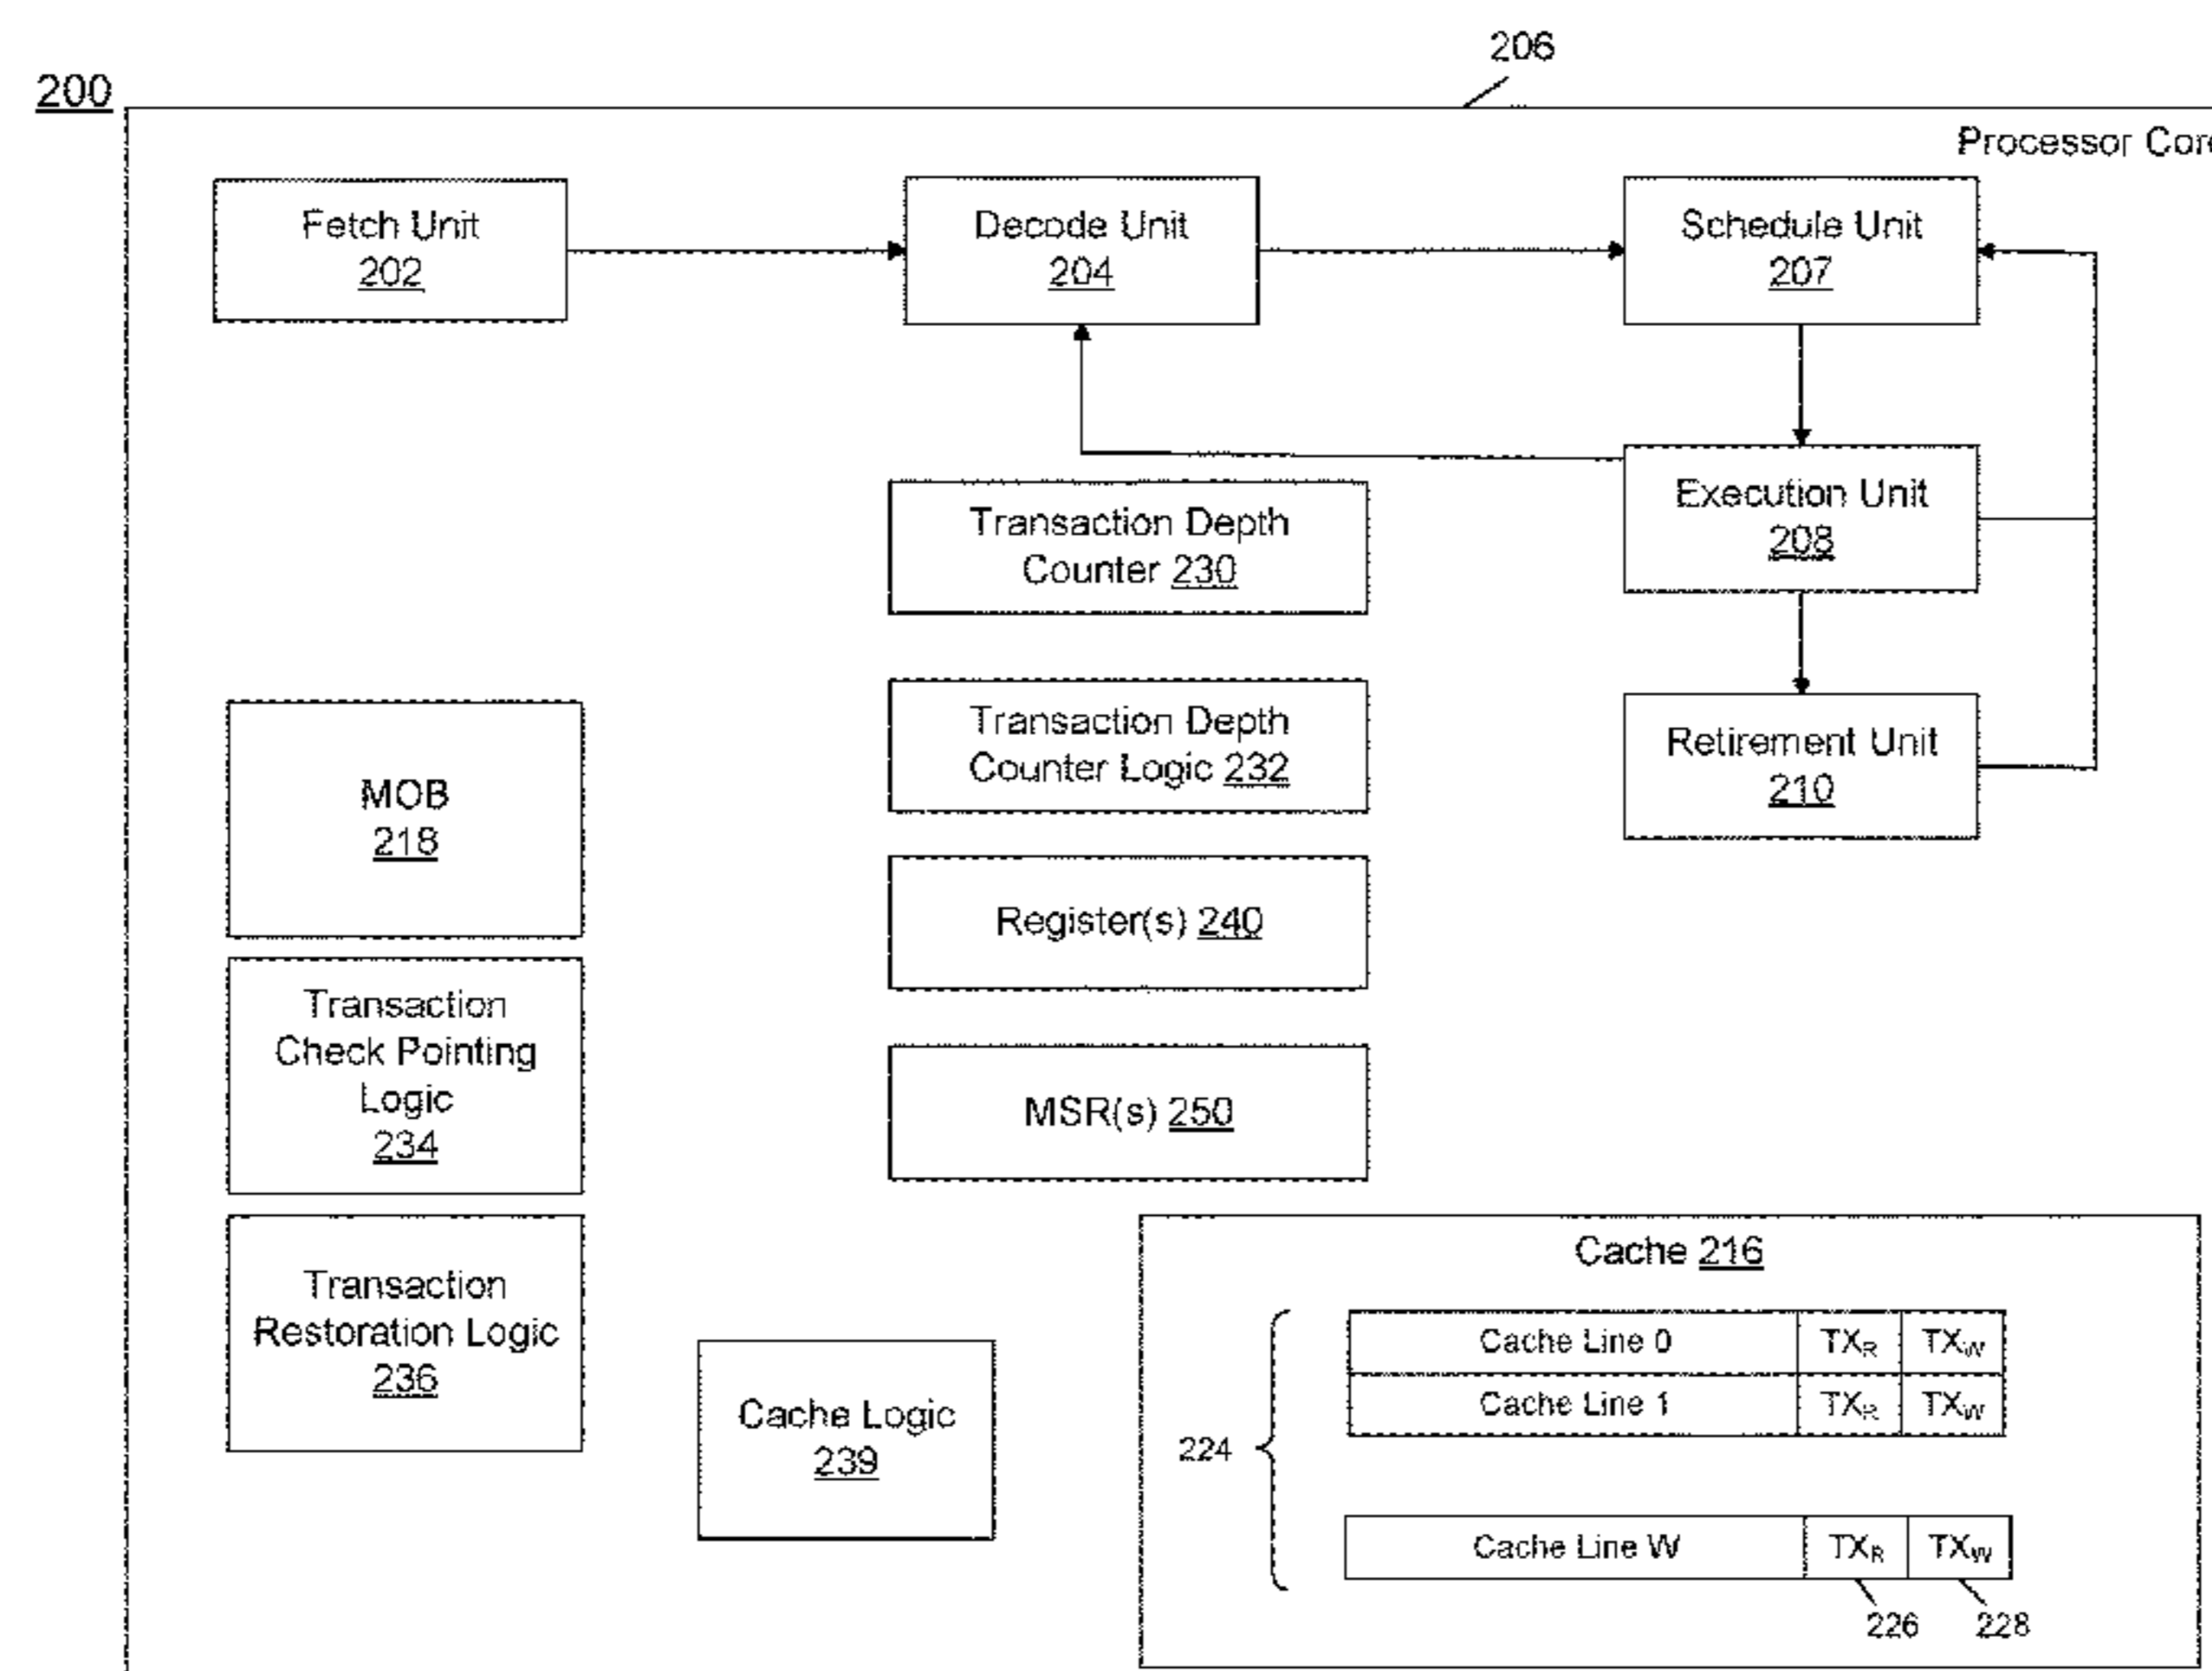 206
200
Processor Cor
Fetch Unit
202
Decode Unit
204
Schedule Unit
207
Execution Unit
208
Transaction Depth
Counter 230
Transaction Depth
Counter Logic 232
Retirement Unit
210
MOB
218
Register(s) 240
Transaction
Check Pointing
Logic
234
MSR(s) 250
Transaction
Restoration Logic
236
Cache Logic
239
Cache 216
Cache Line 0 TXR TXW
Cache Line 1 TXR TXW
224
Cache Line W TXR TXW
226 228